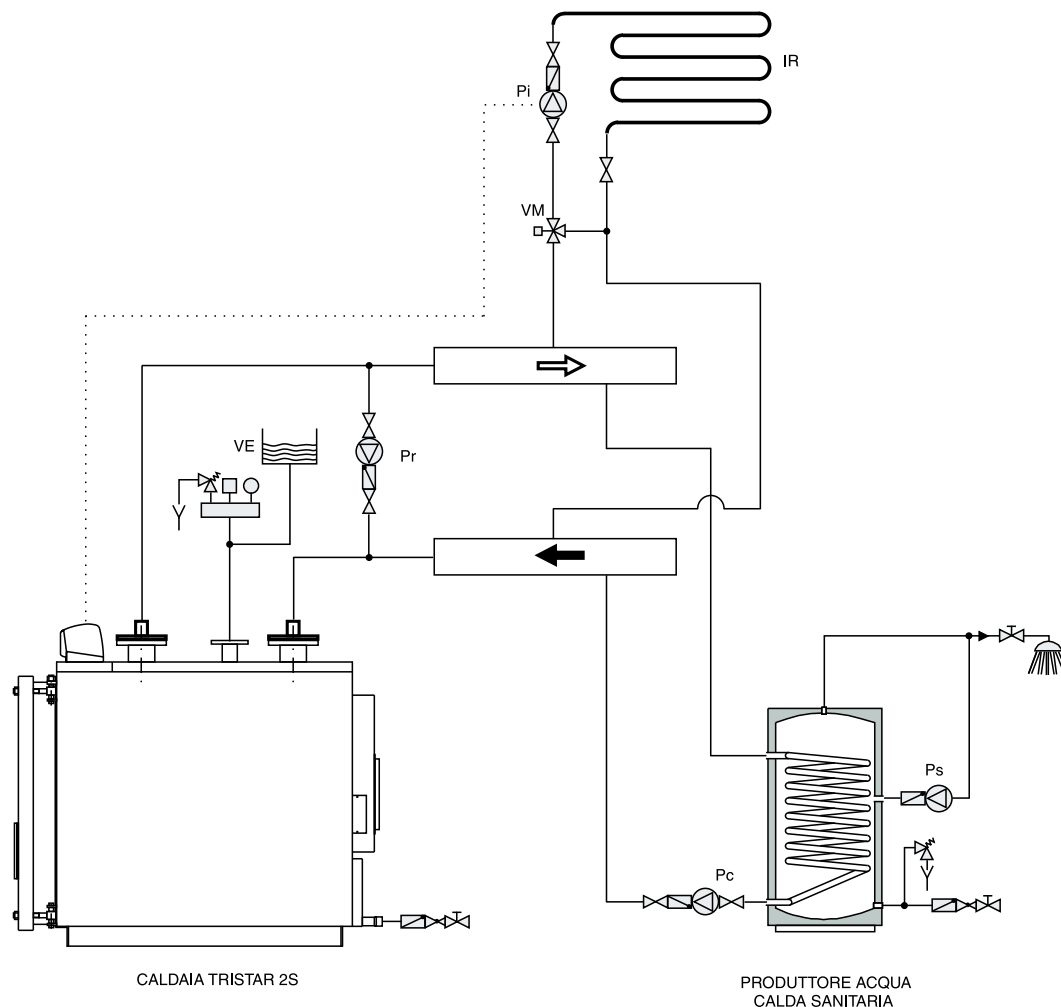 IR
Pi
VM
VE
Pr
Ps
Pc
CALDAIA TRISTAR 2S
PRODUTTORE ACQUA
CALDA SANITARIA